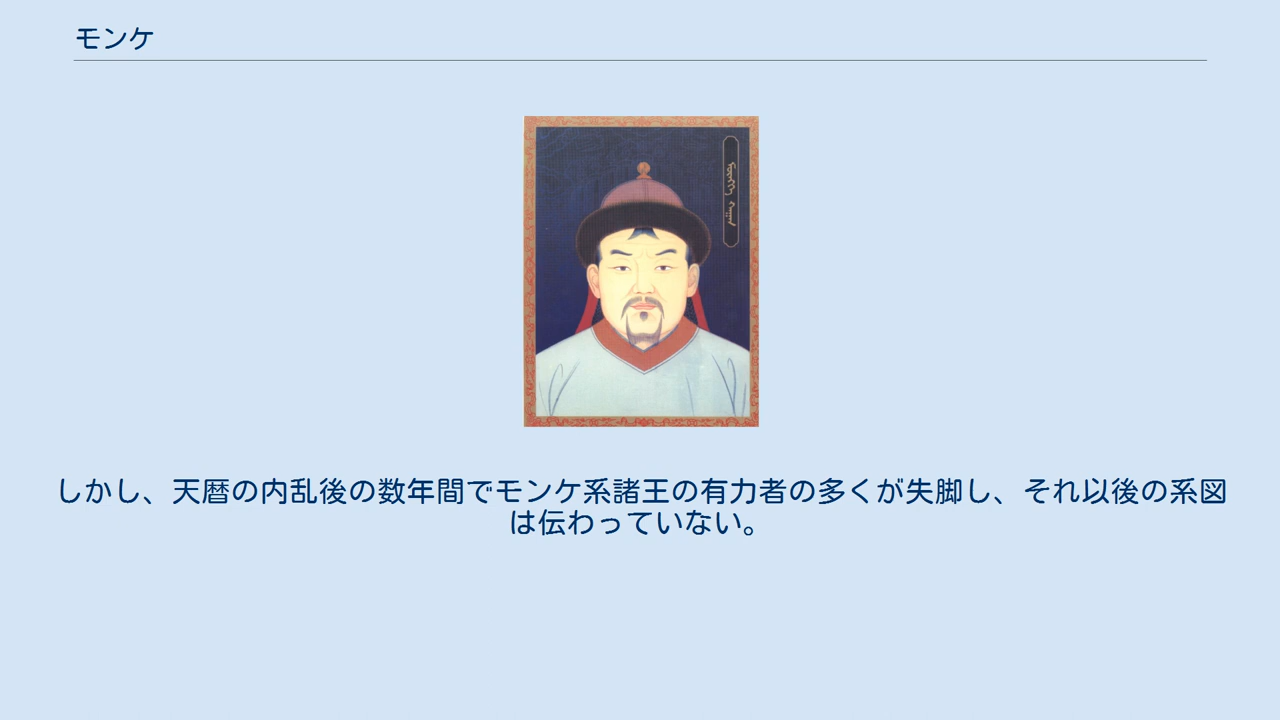 モンケ
しかし、天暦の内乱後の数年間でモンケ系諸王の有力者の多くが失脚し、それ以後の系図
は伝わっていない。